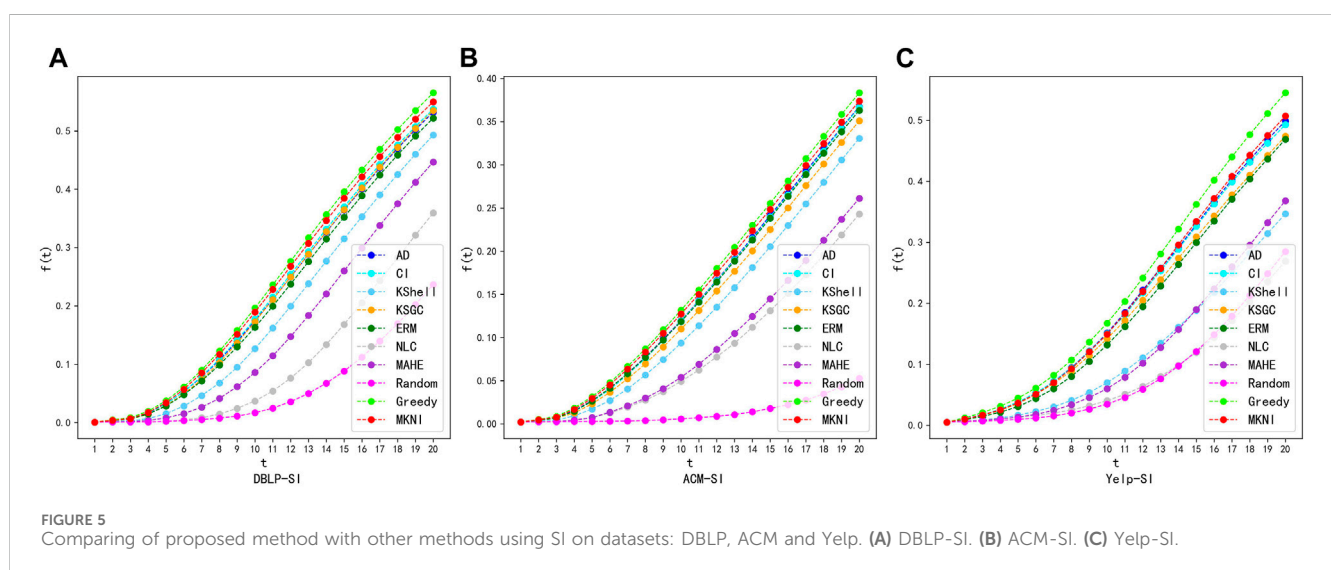 A
f(t)
0.5
0.4
0.3
0.2
0.1
0.0
AD
CI
KShell
KSGC
ERM
NLC
MAHE
Random
Greedy
MKNI
1 2 3 4 5 6 7 8 9 10 11 12 13 14 15 16 17 18 19 20
t
DBLP-SI
B
f(t)
0.40
0.35
0.30
0.25
0.20
0.15
0.10
0.05
0.00
AD
CI
KShell
KSGC
ERM
NLC
MAHE
Random
Greedy
MKNI
1 2 3 4 5 6 7 8 9 10 11 12 13 14 15 16 17 18 19 20
t
ACM-SI
C
f(t)
0.5
0.4
0.3
0.2
0.1
0.0
AD
CI
KShell
KSGC
ERM
NLC
MAHE
Random
Greedy
MKNI
1 2 3 4 5 6 7 8 9 10 11 12 13 14 15 16 17 18 19 20
t
Yelp-SI
FIGURE 5
Comparing of proposed method with other methods using SI on datasets: DBLP, ACM and Yelp. (A) DBLP-SI. (B) ACM-SI. (C) Yelp-SI.